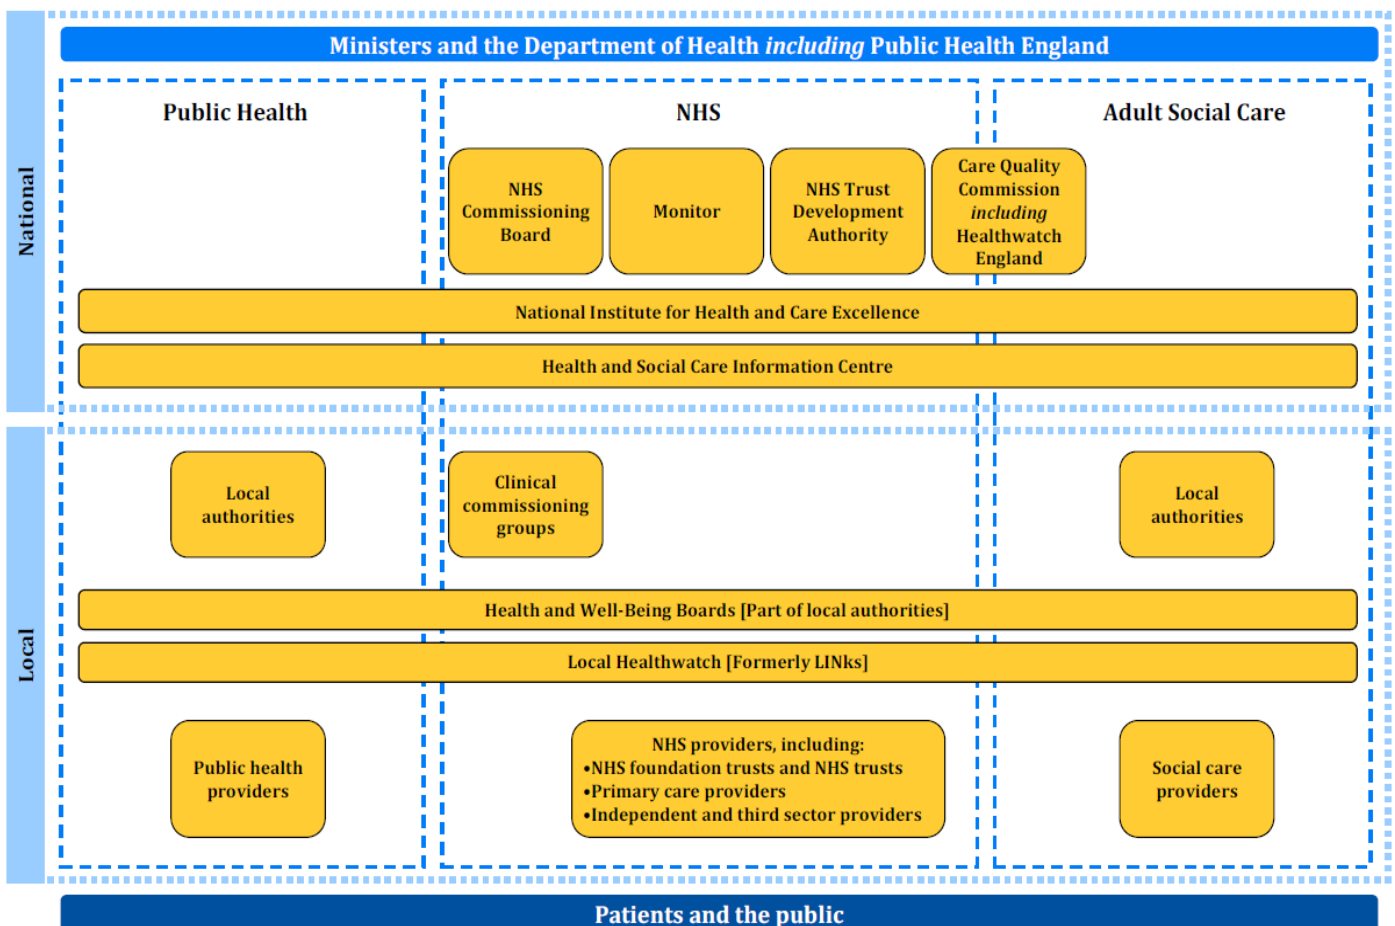 Ministers and the Department of Health including Public Health England
National
Public Health
NHS
Adult Social Care
NHS
Commissioning
Board
Monitor
NHS Trust
Development
Authority
Care Quality
Commission
including
Healthwatch
England
National Institute for Health and Care Excellence
Health and Social Care Information Centre
Local
Local
authorities
Clinical
commissioning
groups
Local
authorities
Health and Well-Being Boards [Part of local authorities]
Local Healthwatch [Formerly LINks]
Public health
providers
NHS providers, including:
•NHS foundation trusts and NHS trusts
•Primary care providers
•Independent and third sector providers
Social care
providers
Patients and the public